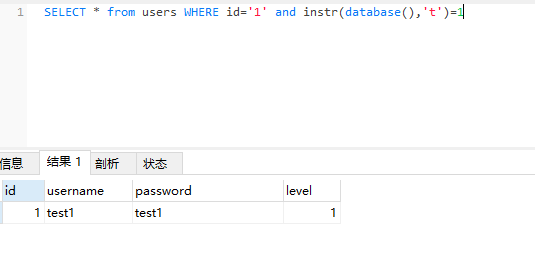 1 SELECT * from users WHERE id='1' and instr(database(),'t')=1
信息 结果 1 剖析 状态
id username password level
1 test1 test1 1